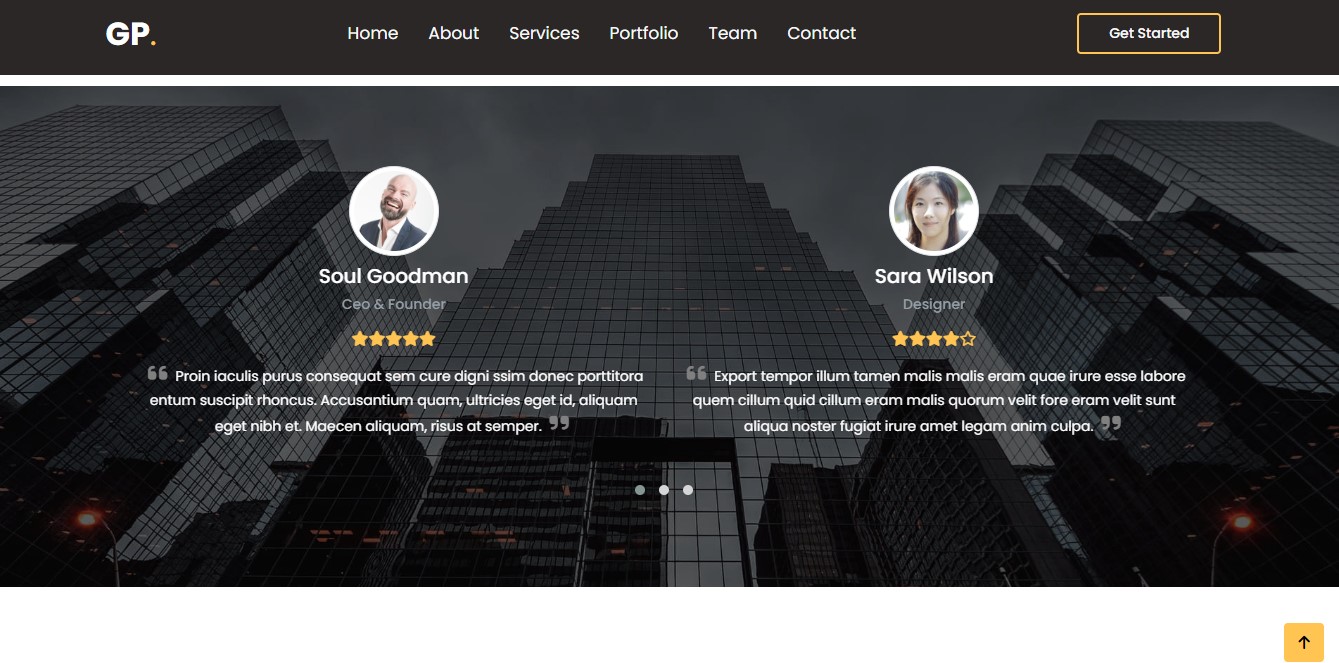 GP.
Home About Services Portfolio Team Contact
Get Started
Soul Goodman
Ceo & Founder
“ Proin iaculis purus consequat sem cure digni ssim donec porttitora
entum suscipit rhoncus. Accusantium quam, ultricies eget id, aliquam
eget nibh et. Maecen aliquam, risus at semper. ”
Sara Wilson
Designer
“ Export tempor illum tamen malis malis eram quae irure esse labore
quem cillum quid cillum eram malis quorum velit fore eram velit sunt
aliqua noster fugiat irure amet legam anim culpa. ”